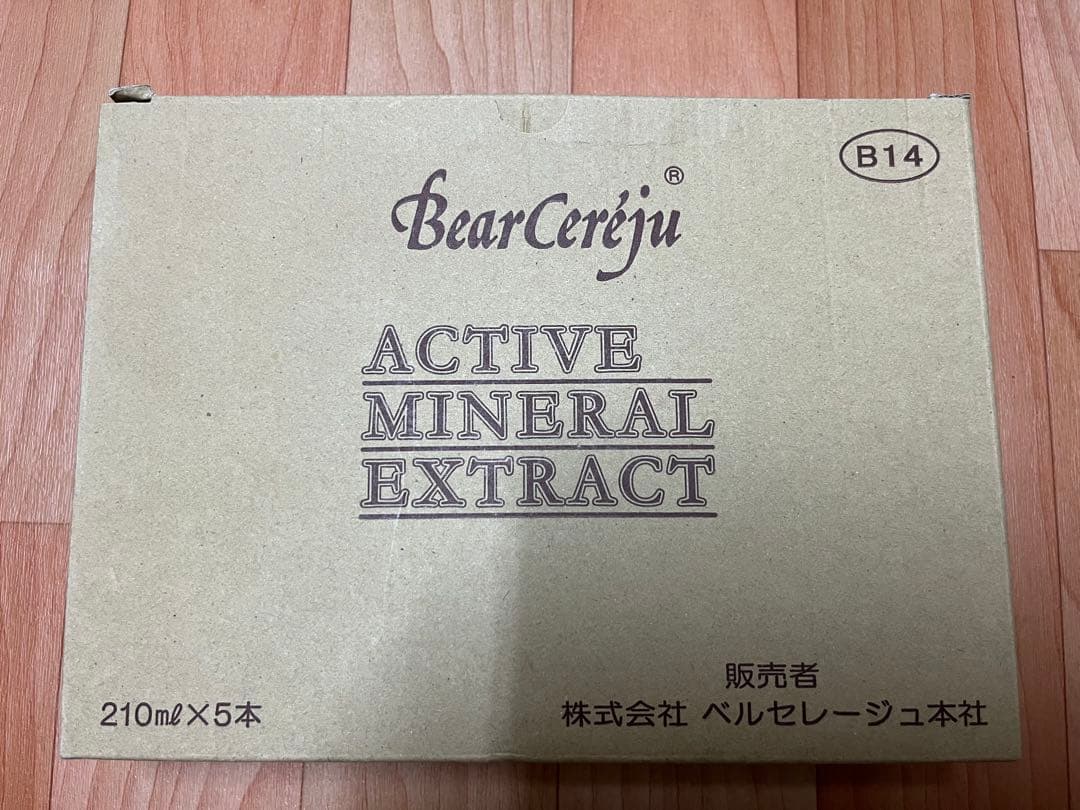 B14
BearCeréju®
ACTIVE
MINERAL
EXTRACT
販売者
210mℓ×5本
株式会社 ベルセレージュ本社